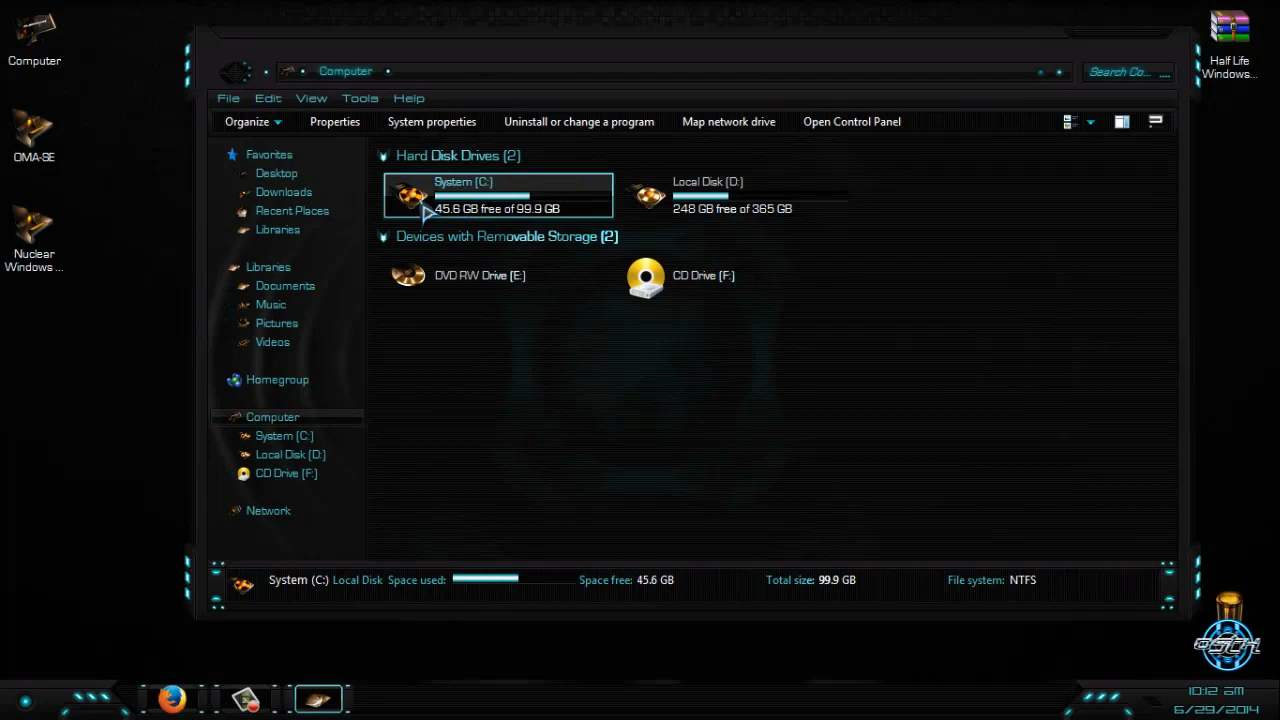 Computer
OMA-SE
Nuclear
Windows ...
Half Life
Windows...
Computer
Search Co...
File Edit View Tools Help
Organize Properties System properties Uninstall or change a program Map network drive Open Control Panel
Favorites
Desktop
Downloads
Recent Places
Libraries
Libraries
Documents
Music
Pictures
Videos
Homegroup
Computer
System (C:)
Local Disk (D:)
CD Drive (F:)
Network
Hard Disk Drives (2)
System (C:)
45.6 GB free of 99.9 GB
Local Disk (D:)
248 GB free of 365 GB
Devices with Removable Storage (2)
DVD RW Drive (E:)
CD Drive (F:)
System (C:) Local Disk Space used: Space free: 45.6 GB Total size: 99.9 GB File system: NTFS
10:12 AM
6/29/2014